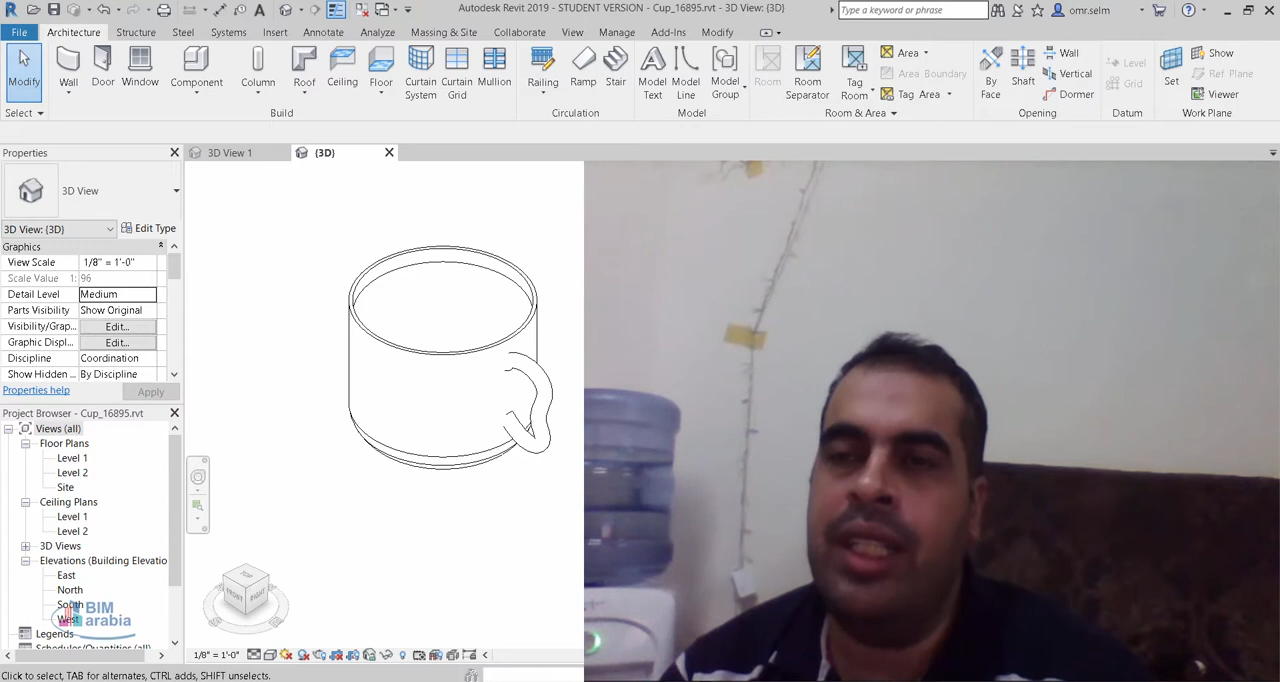 Autodesk Revit 2019 - STUDENT VERSION - Cup_16895.rvt - 3D View: {3D}
Type a keyword or phrase
omr.selm
File Architecture Structure Steel Systems Insert Annotate Analyze Massing & Site Collaborate View Manage Add-Ins Modify
Modify Wall Door Window Component Column Roof Ceiling Floor Curtain System Curtain Grid Mullion Railing Ramp Stair Model Text Model Line Model Group Room Room Separator Tag Room
Area
Area Boundary
Tag Area
By Face Shaft
Wall
Vertical
Dormer
Level
Grid
Set
Show
Ref Plane
Viewer
Select Build Circulation Model Room & Area Opening Datum Work Plane
Properties
3D View 1
{3D}
3D View
3D View: {3D} Edit Type
Graphics
View Scale 1/8" = 1'-0"
Scale Value 1: 96
Detail Level Medium
Parts Visibility Show Original
Visibility/Grap... Edit...
Graphic Displ... Edit...
Discipline Coordination
Show Hidden ... By Discipline
Properties help Apply
Project Browser - Cup_16895.rvt
Views (all)
Floor Plans
Level 1
Level 2
Site
Ceiling Plans
Level 1
Level 2
3D Views
Elevations (Building Elevatio
East
North
South
West
Legends
Schedules/Quantities (all)
BIM
arabia
TOP
FRONT
RIGHT
1/8" = 1'-0"
Click to select, TAB for alternates, CTRL adds, SHIFT unselects.